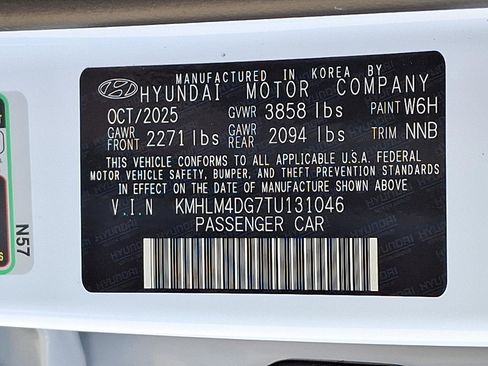 MANUFACTURED IN KOREA BY
HYUNDAI MOTOR COMPANY
OCT/2025 GVWR 3858 lbs PAINT W6H
GAWR FRONT 2271 lbs GAWR REAR 2094 lbs TRIM NNB
THIS VEHICLE CONFORMS TO ALL APPLICABLE U.S.A. FEDERAL
MOTOR VEHICLE SAFETY, BUMPER, AND THEFT PREVENTION STANDARDS
IN EFFECT ON THE DATE OF MANUFACTURE SHOWN ABOVE.
V.I.N KMHLM4DG7TU131046
PASSENGER CAR
N57